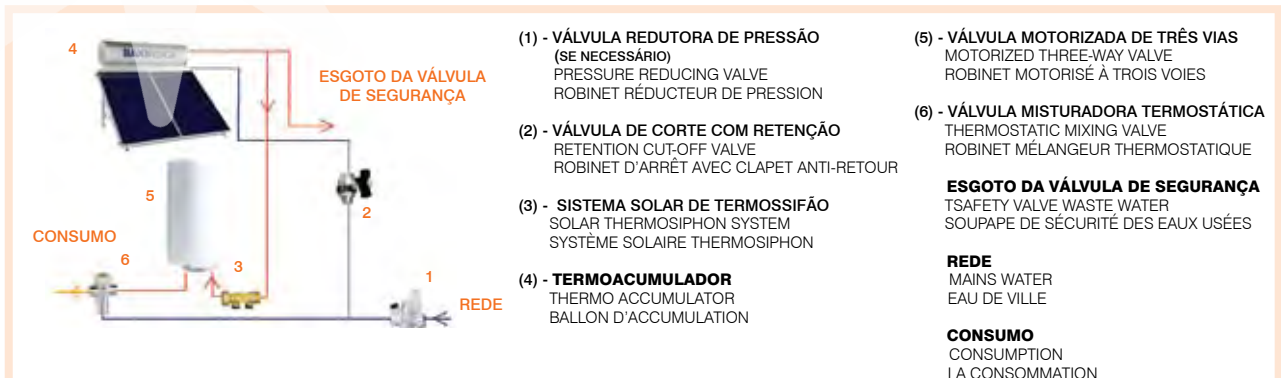 4
ESGOTO DA VÁLVULA
DE SEGURANÇA
5
2
CONSUMO
6
3
1
REDE
(1) - VÁLVULA REDUTORA DE PRESSÃO
(SE NECESSÁRIO)
PRESSURE REDUCING VALVE
ROBINET RÉDUCTEUR DE PRESSION
(2) - VÁLVULA DE CORTE COM RETENÇÃO
RETENTION CUT-OFF VALVE
ROBINET D'ARRÊT AVEC CLAPET ANTI-RETOUR
(3) - SISTEMA SOLAR DE TERMOSSIFÃO
SOLAR THERMOSIPHON SYSTEM
SYSTÈME SOLAIRE THERMOSIPHON
(4) - TERMOACUMULADOR
THERMO ACCUMULATOR
BALLON D'ACCUMULATION
(5) - VÁLVULA MOTORIZADA DE TRÊS VIAS
MOTORIZED THREE-WAY VALVE
ROBINET MOTORISÉ À TROIS VOIES
(6) - VÁLVULA MISTURADORA TERMOSTÁTICA
THERMOSTATIC MIXING VALVE
ROBINET MÉLANGEUR THERMOSTATIQUE
ESGOTO DA VÁLVULA DE SEGURANÇA
TSAFETY VALVE WASTE WATER
SOUPAPE DE SÉCURITÉ DES EAUX USÉES
REDE
MAINS WATER
EAU DE VILLE
CONSUMO
CONSUMPTION
LA CONSOMMATION